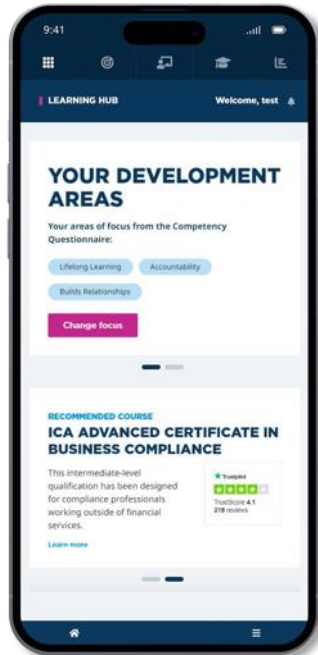 9:41
LEARNING HUB
Welcome, test
YOUR DEVELOPMENT
AREAS
Your areas of focus from the Competency
Questionnaire:
Lifelong Learning
Accountability
Builds Relationships
Change focus
RECOMMENDED COURSE
ICA ADVANCED CERTIFICATE IN
BUSINESS COMPLIANCE
This intermediate-level
qualification has been designed
for compliance professionals
working outside of financial
services.
Trustpilot
TrustScore 4.1
219 reviews
Learn more